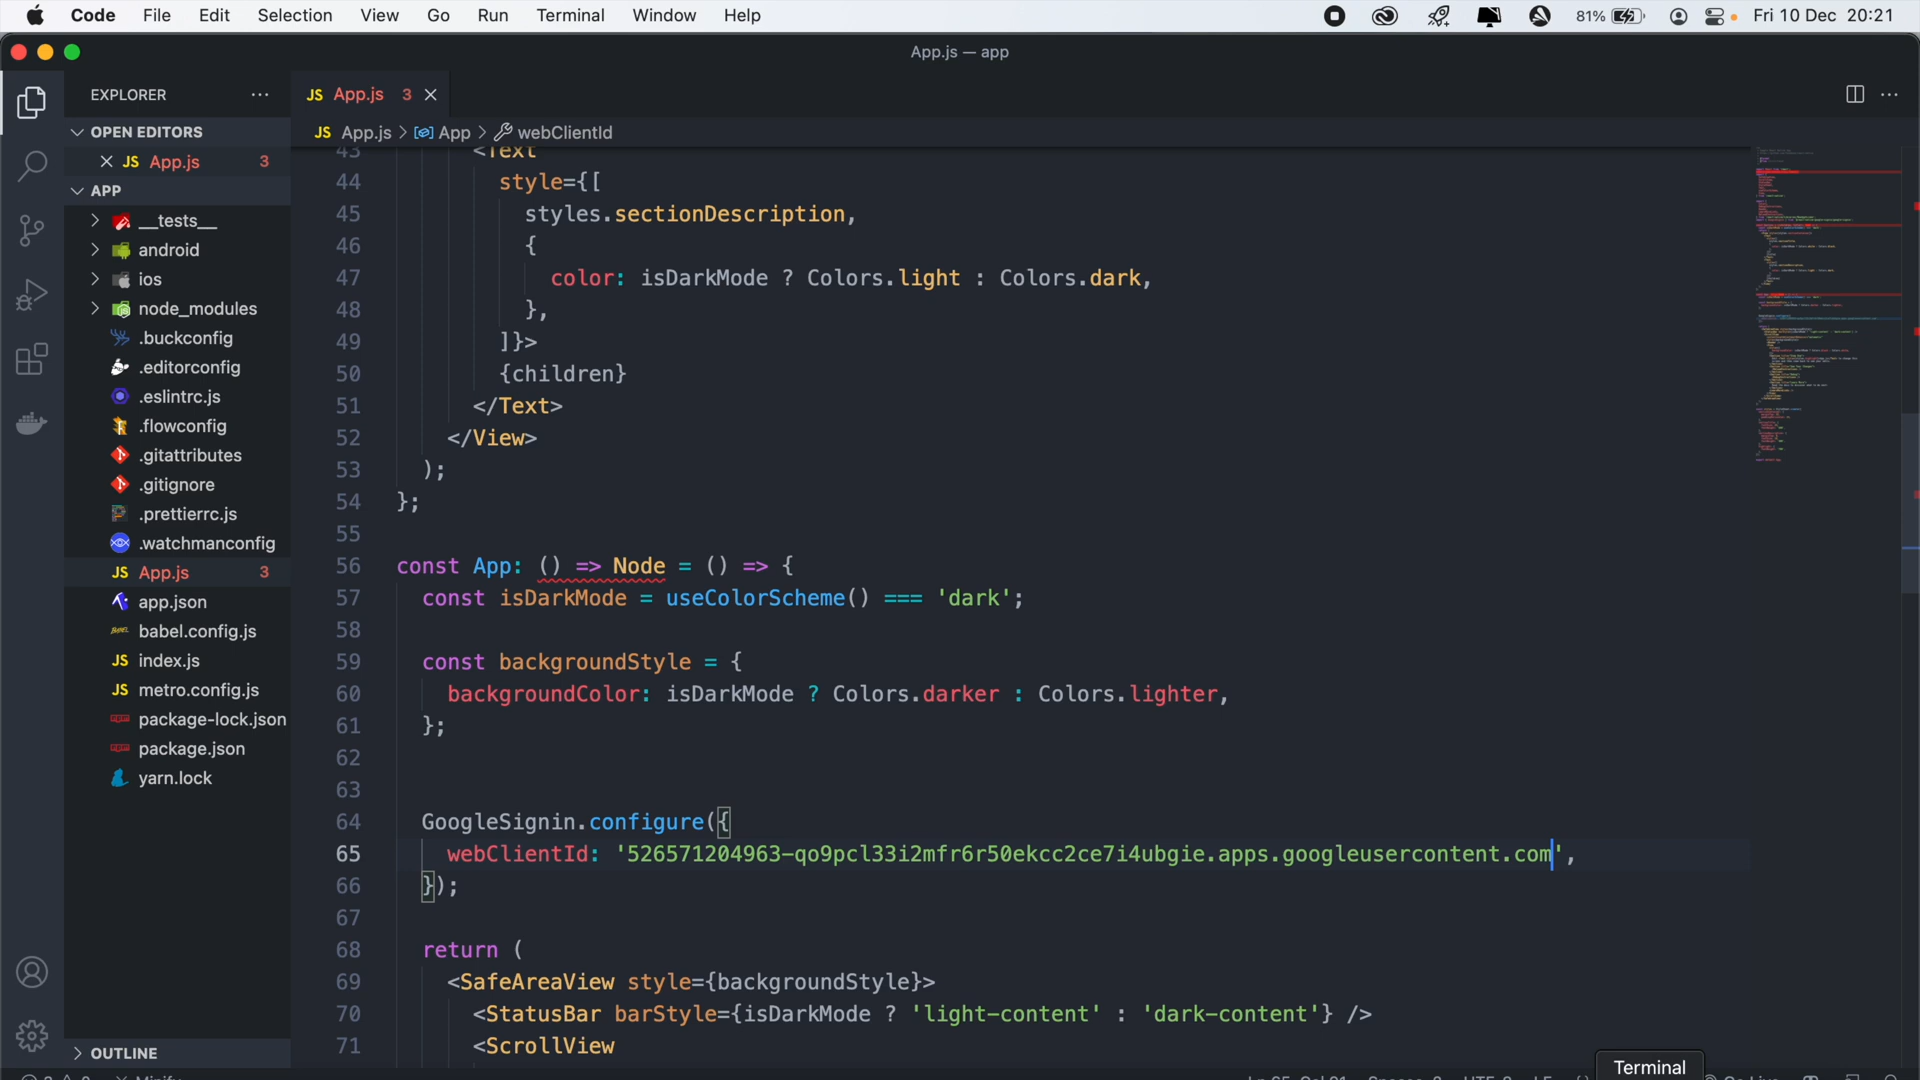 Code File Edit Selection View Go Run Terminal Window Help 81% Fri 10 Dec 20:21
App.js — app
EXPLORER
JS App.js 3
OPEN EDITORS
JS App.js > App > webClientId
JS App.js 3
APP
__tests__
android
ios
node_modules
.buckconfig
.editorconfig
.eslintrc.js
.flowconfig
.gitattributes
.gitignore
.prettierrc.js
.watchmanconfig
JS App.js 3
app.json
babel.config.js
JS index.js
JS metro.config.js
package-lock.json
package.json
yarn.lock
OUTLINE
43 <Text
44 style={[
45 styles.sectionDescription,
46 {
47 color: isDarkMode ? Colors.light : Colors.dark,
48 },
49 ]}>
50 {children}
51 </Text>
52 </View>
53 );
54 };
55
56 const App: () => Node = () => {
57 const isDarkMode = useColorScheme() === 'dark';
58
59 const backgroundStyle = {
60 backgroundColor: isDarkMode ? Colors.darker : Colors.lighter,
61 };
62
63
64 GoogleSignin.configure({
65 webClientId: '526571204963-qo9pcl33i2mfr6r50ekcc2ce7i4ubgie.apps.googleusercontent.com',
66 });
67
68 return (
69 <SafeAreaView style={backgroundStyle}>
70 <StatusBar barStyle={isDarkMode ? 'light-content' : 'dark-content'} />
71 <ScrollView
Terminal